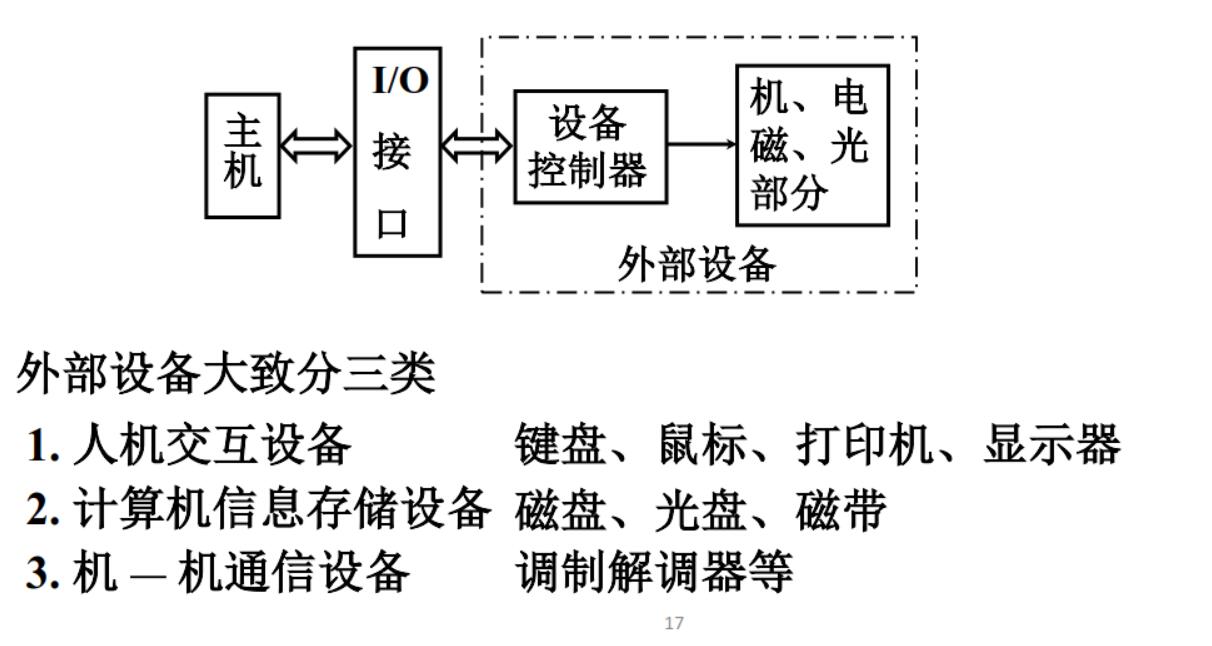 主
机
I/O
接
口
设备
控制器
机、电
磁、光
部分
外部设备
外部设备大致分三类
1. 人机交互设备 键盘、鼠标、打印机、显示器
2. 计算机信息存储设备 磁盘、光盘、磁带
3. 机 — 机通信设备 调制解调器等
17